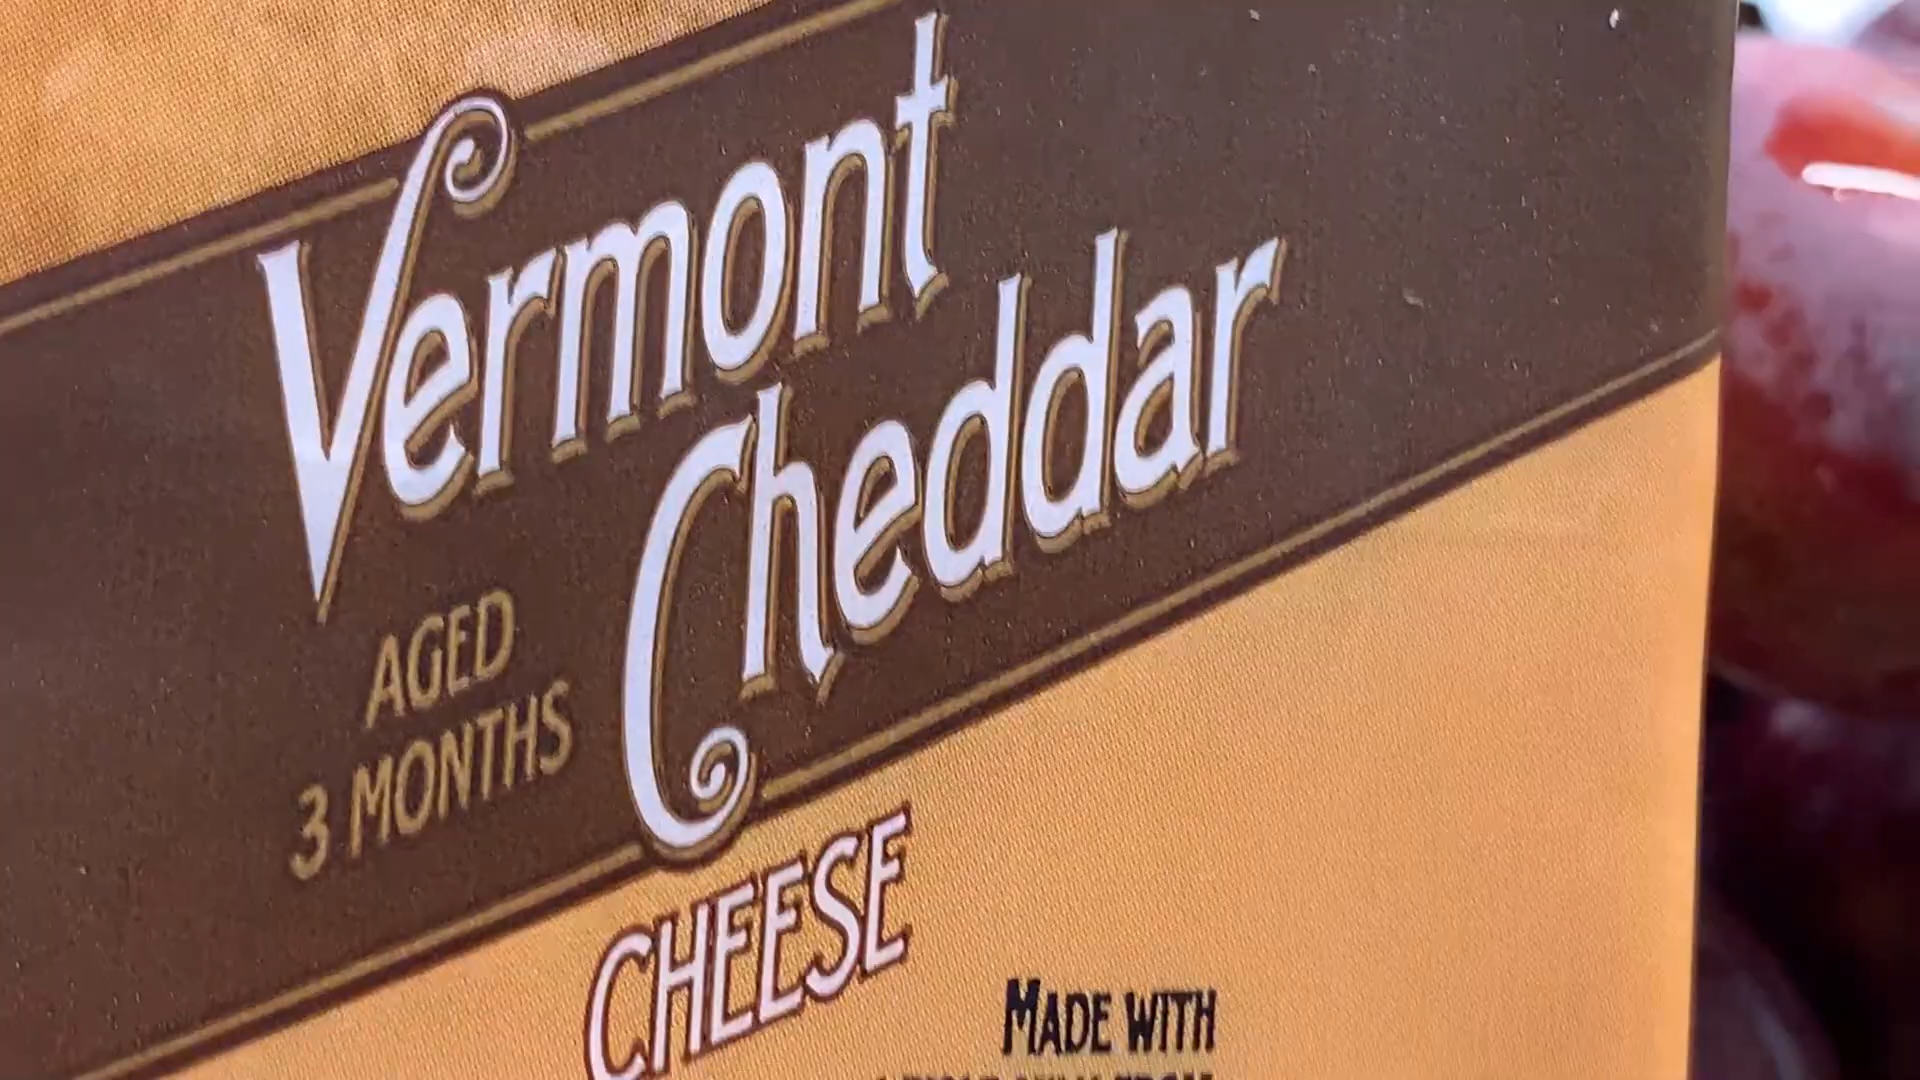 Vermont
Cheddar
AGED
3 MONTHS
CHEESE
MADE WITH